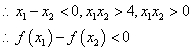 ∴ x₁ − x₂ < 0, x₁x₂ > 4, x₁x₂ > 0
∴ f(x₁) − f(x₂) < 0